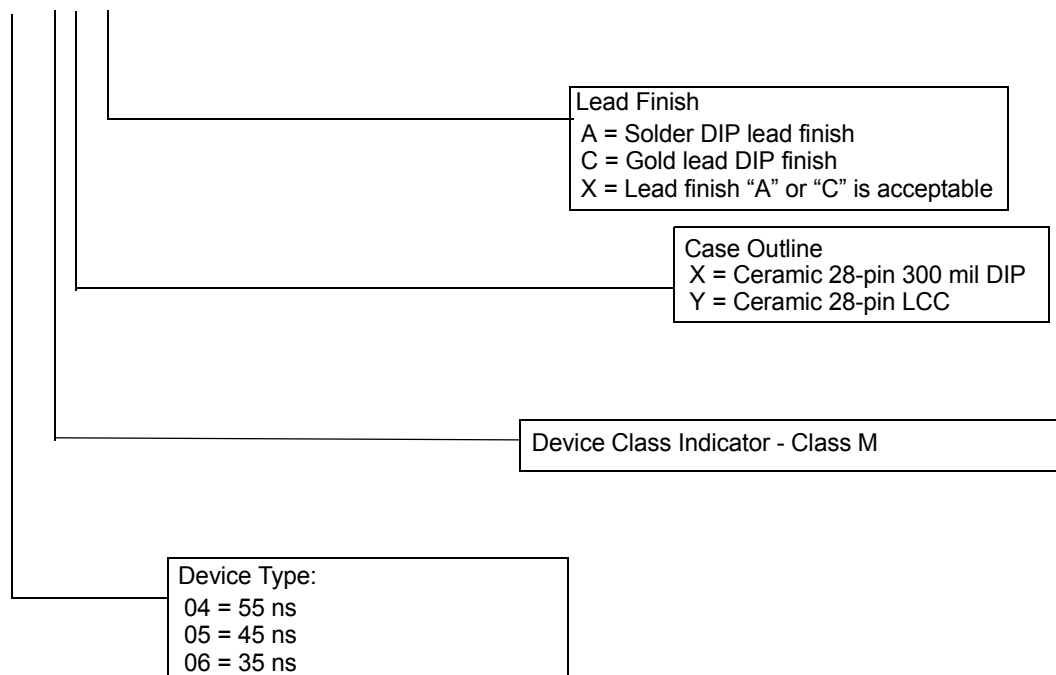 Lead Finish
A = Solder DIP lead finish
C = Gold lead DIP finish
X = Lead finish “A” or “C” is acceptable
Case Outline
X = Ceramic 28-pin 300 mil DIP
Y = Ceramic 28-pin LCC
Device Class Indicator - Class M
Device Type:
04 = 55 ns
05 = 45 ns
06 = 35 ns